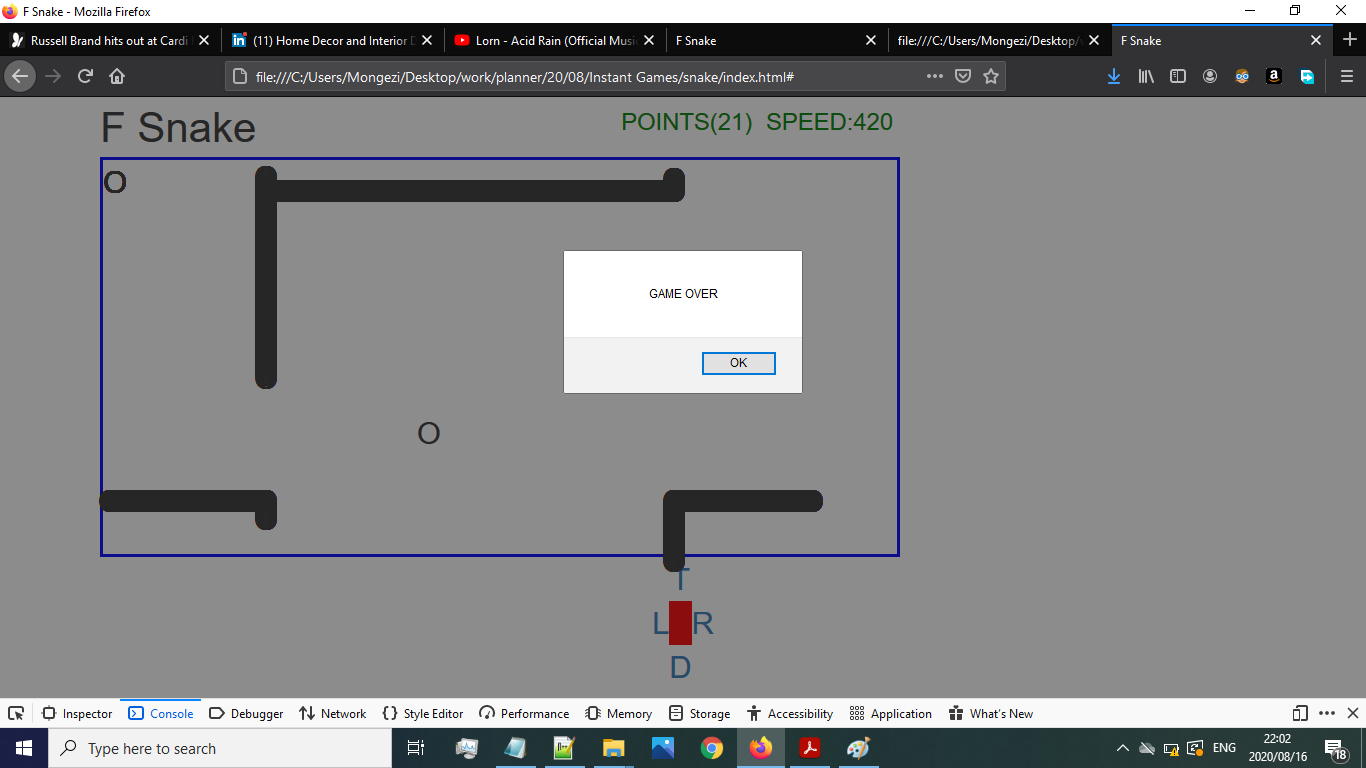 F Snake - Mozilla Firefox
Russell Brand hits out at Cardi
(11) Home Decor and Interior D
Lorn - Acid Rain (Official Musi
F Snake
file:///C:/Users/Mongezi/Desktop/
F Snake
file:///C:/Users/Mongezi/Desktop/work/planner/20/08/Instant Games/snake/index.html#
F Snake
POINTS(21) SPEED:420
O
GAME OVER
OK
O
T
L R
D
Inspector Console Debugger Network Style Editor Performance Memory Storage Accessibility Application What's New
Type here to search
ENG
22:02
2020/08/16
18